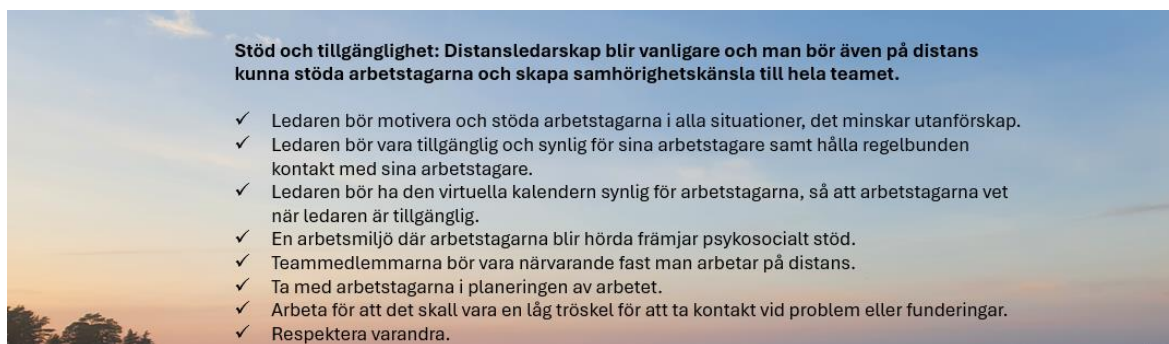 Stöd och tillgänglighet: Distansledarskap blir vanligare och man bör även på distans
kunna stöda arbetstagarna och skapa samhörighetskänsla till hela teamet.
✓ Ledaren bör motivera och stöda arbetstagarna i alla situationer, det minskar utanförskap.
✓ Ledaren bör vara tillgänglig och synlig för sina arbetstagare samt hålla regelbunden
kontakt med sina arbetstagare.
✓ Ledaren bör ha den virtuella kalendern synlig för arbetstagarna, så att arbetstagarna vet
när ledaren är tillgänglig.
✓ En arbetsmiljö där arbetstagarna blir hörda främjar psykosocialt stöd.
✓ Teammedlemmarna bör vara närvarande fast man arbetar på distans.
✓ Ta med arbetstagarna i planeringen av arbetet.
✓ Arbeta för att det skall vara en låg tröskel för att ta kontakt vid problem eller funderingar.
✓ Respektera varandra.